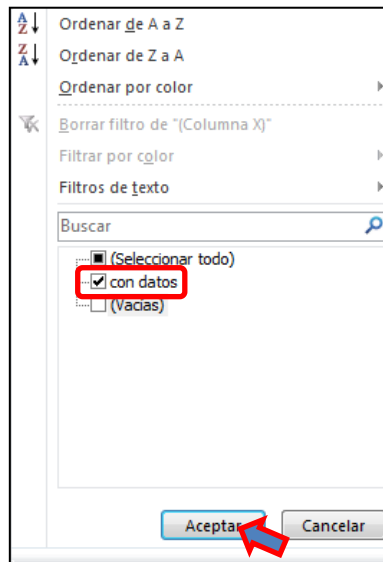 Ordenar de A a Z
Ordenar de Z a A
Ordenar por color
Borrar filtro de "(Columna X)"
Filtrar por color
Filtros de texto
Buscar
(Seleccionar todo)
con datos
(Vacías)
Aceptar
Cancelar